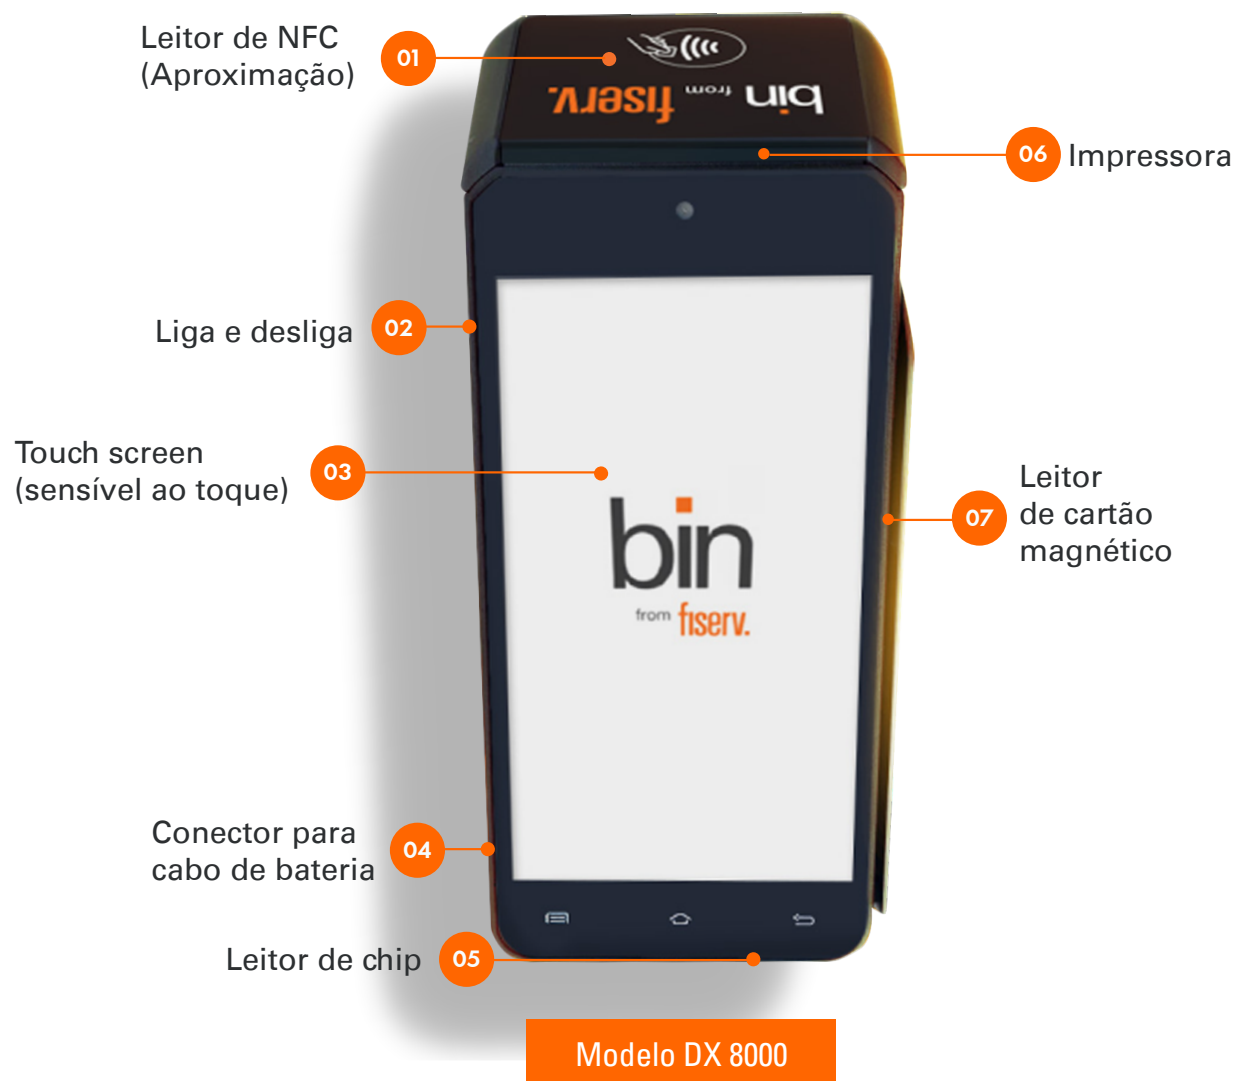 Leitor de NFC
(Aproximação)
01
bin from fiserv.
06
Impressora
Liga e desliga
02
Touch screen
(sensível ao toque)
03
bin
from fiserv.
07
Leitor
de cartão
magnético
Conector para
cabo de bateria
04
Leitor de chip
05
Modelo DX 8000